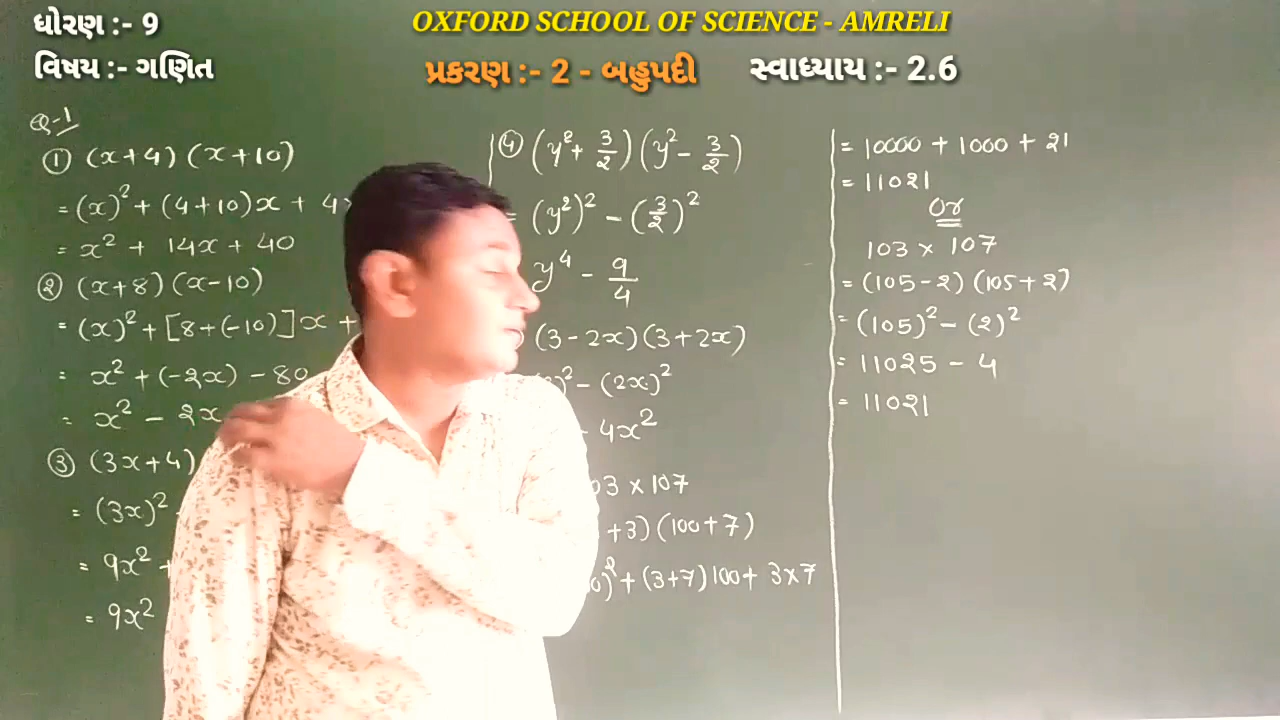 ધોરણ :- 9
OXFORD SCHOOL OF SCIENCE - AMRELI
વિષય :- ગણિત
પ્રકરણ :- 2 - બહુપદી
સ્વાધ્યાય :- 2.6
Q-1
① (x+4) (x+10)
= (x)² + (4+10)x + 4
= x² + 14x + 40
② (x+8) (x-10)
= (x)² + [8+(-10)]x +
= x² + (-2x) - 80
= x² - 2x
③ (3x+4)
= (3x)²
= 9x² +
= 9x²
④ (y² + 3/2) (y² - 3/2)
= (y²)² - (3/2)²
y⁴ - 9/4
(3-2x) (3+2x)
)² - (2x)²
- 4x²
03 × 107
+3) (100+7)
)² + (3+7) 100 + 3×7
= 10000 + 1000 + 21
= 11021
Or
103 × 107
= (105-2) (105+2)
= (105)² - (2)²
= 11025 - 4
= 11021